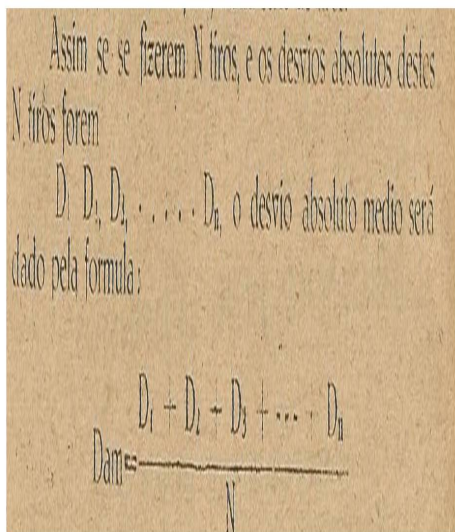 Assim se se fizerem N tiros, e os desvios absolutos destes
N tiros forem
D₁ D₂, D₃, . . . . . Dn, o desvio absoluto medio será
dado pela formula:
D₁ + D₂ + D₃ + ... . Dn
Dam=
N